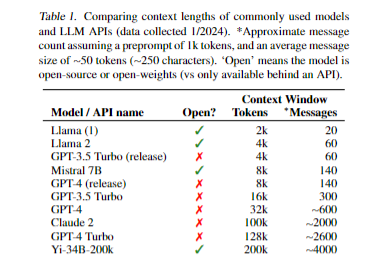 Table 1. Comparing context lengths of commonly used models
and LLM APIs (data collected 1/2024). *Approximate message
count assuming a preprompt of 1k tokens, and an average message
size of ~50 tokens (~250 characters). ‘Open’ means the model is
open-source or open-weights (vs only available behind an API).
Context Window
Model / API name Open? Tokens *Messages
Llama (1) ✓ 2k 20
Llama 2 ✓ 4k 60
GPT-3.5 Turbo (release) ✗ 4k 60
Mistral 7B ✓ 8k 140
GPT-4 (release) ✗ 8k 140
GPT-3.5 Turbo ✗ 16k 300
GPT-4 ✗ 32k ~600
Claude 2 ✗ 100k ~2000
GPT-4 Turbo ✗ 128k ~2600
Yi-34B-200k ✓ 200k ~4000